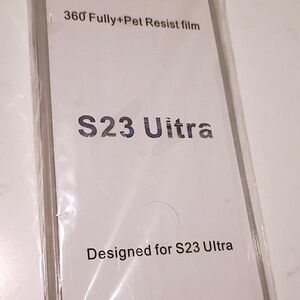 360° Fully+Pet Resist film
S23 Ultra
Designed for S23 Ultra